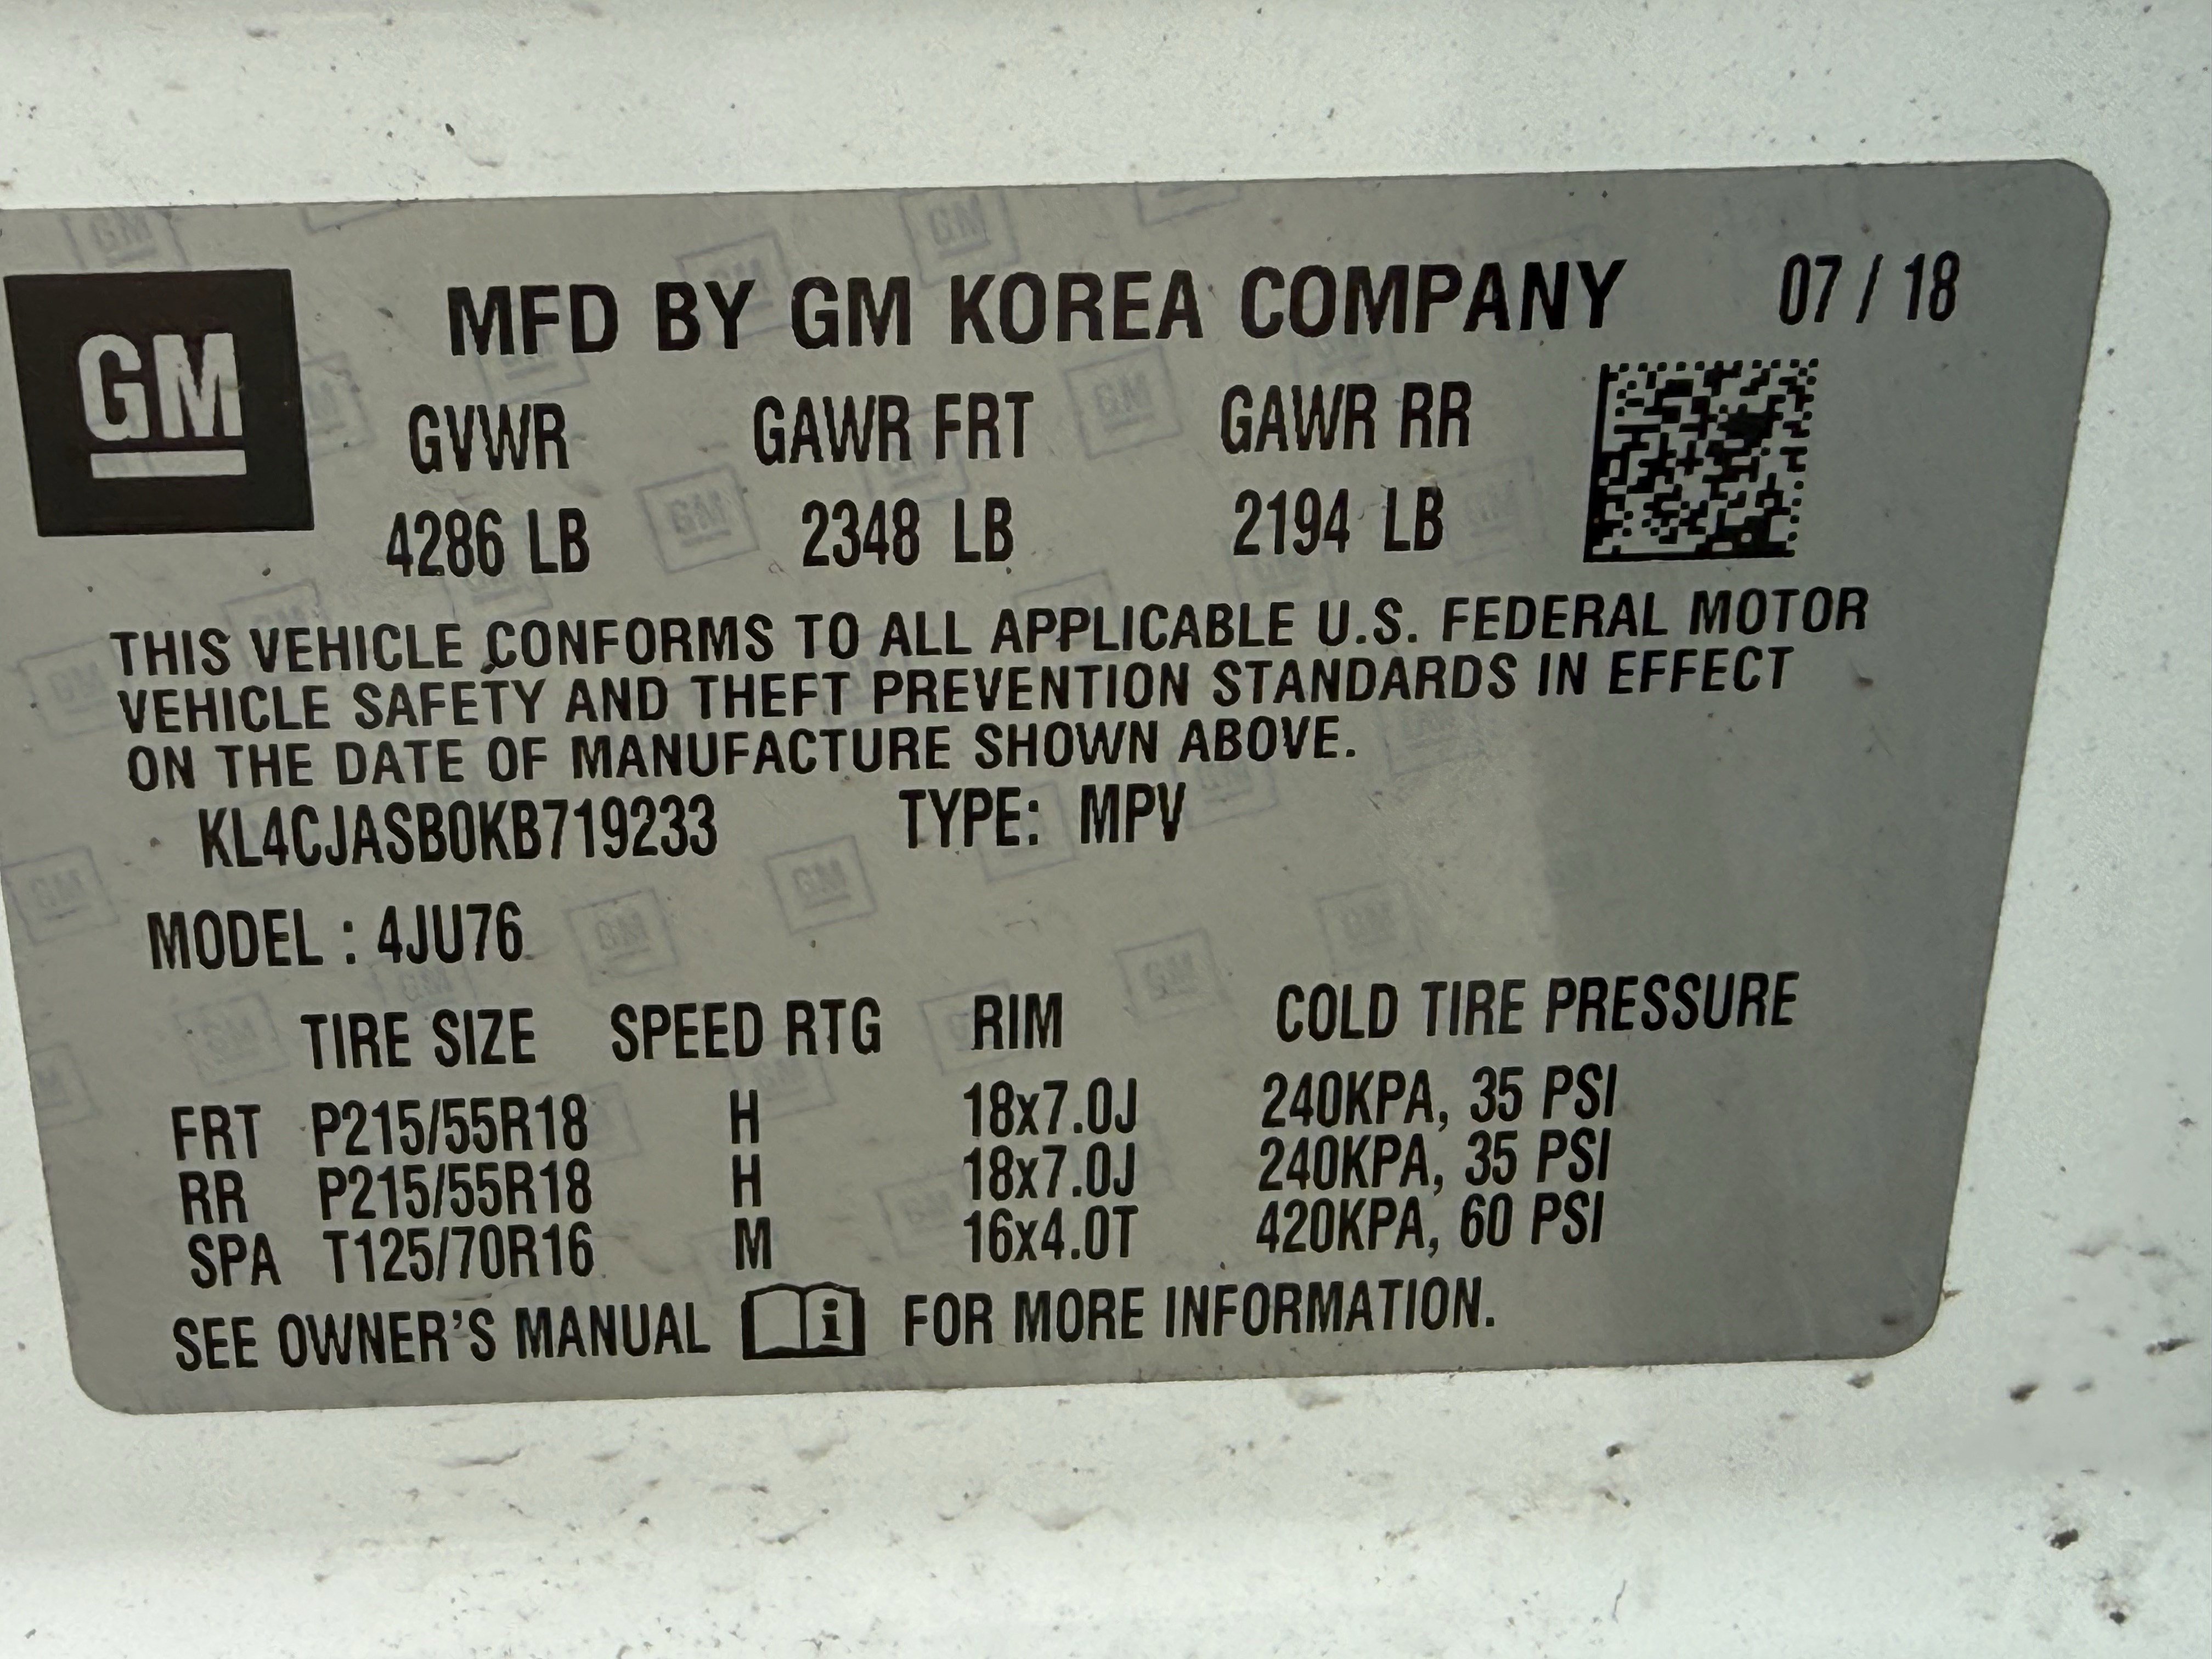 GM
MFD BY GM KOREA COMPANY 07 / 18
GVWR GAWR FRT GAWR RR
4286 LB 2348 LB 2194 LB
THIS VEHICLE CONFORMS TO ALL APPLICABLE U.S. FEDERAL MOTOR
VEHICLE SAFETY AND THEFT PREVENTION STANDARDS IN EFFECT
ON THE DATE OF MANUFACTURE SHOWN ABOVE.
KL4CJASB0KB719233 TYPE: MPV
MODEL : 4JU76
TIRE SIZE SPEED RTG RIM COLD TIRE PRESSURE
FRT P215/55R18 H 18x7.0J 240KPA, 35 PSI
RR P215/55R18 H 18x7.0J 240KPA, 35 PSI
SPA T125/70R16 M 16x4.0T 420KPA, 60 PSI
SEE OWNER'S MANUAL i FOR MORE INFORMATION.